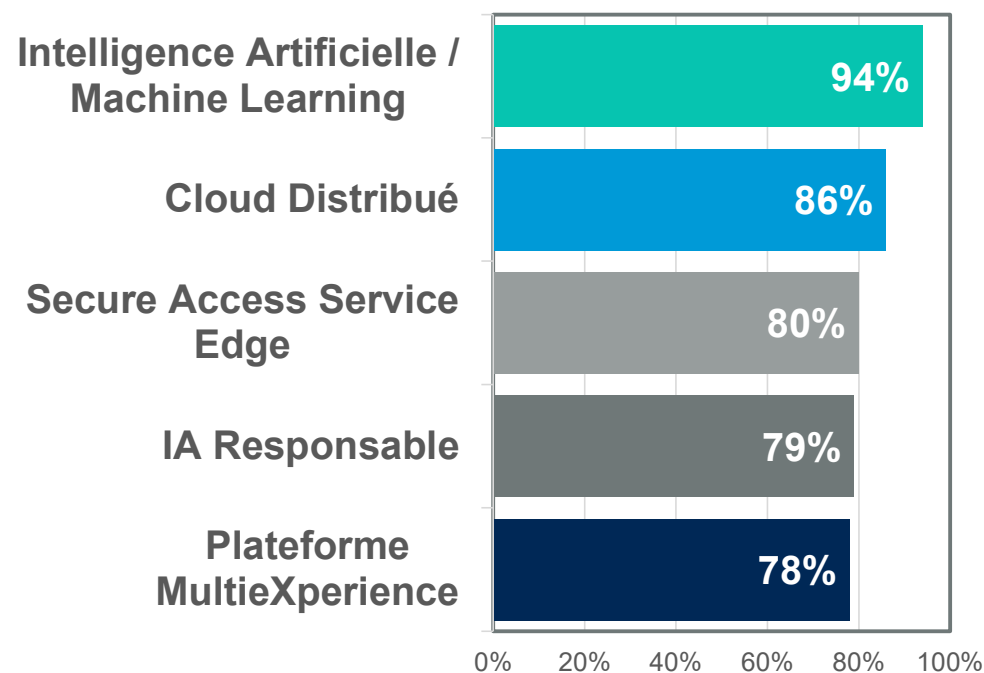 Intelligence Artificielle /
Machine Learning
94%
Cloud Distribué
86%
Secure Access Service
Edge
80%
IA Responsable
79%
Plateforme
MultieXperience
78%
0% 20% 40% 60% 80% 100%